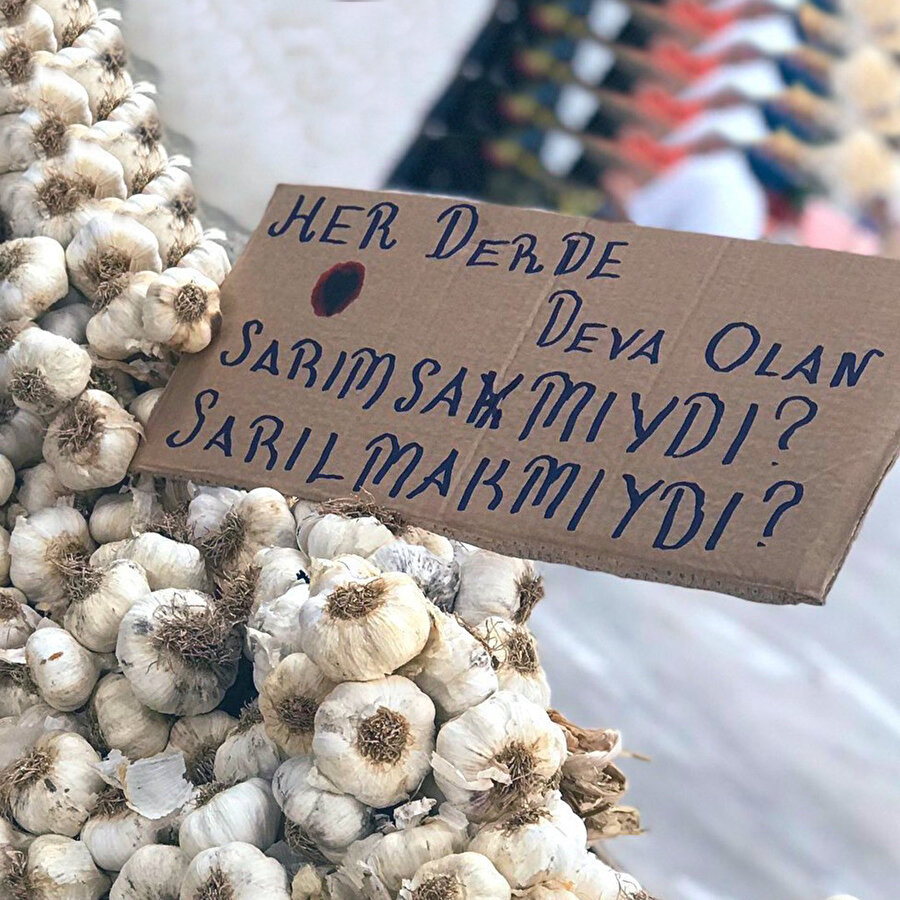 HER DERDE
DEVA OLAN
SARIMSAKMIYDI?
SARILMAKMIYDI?